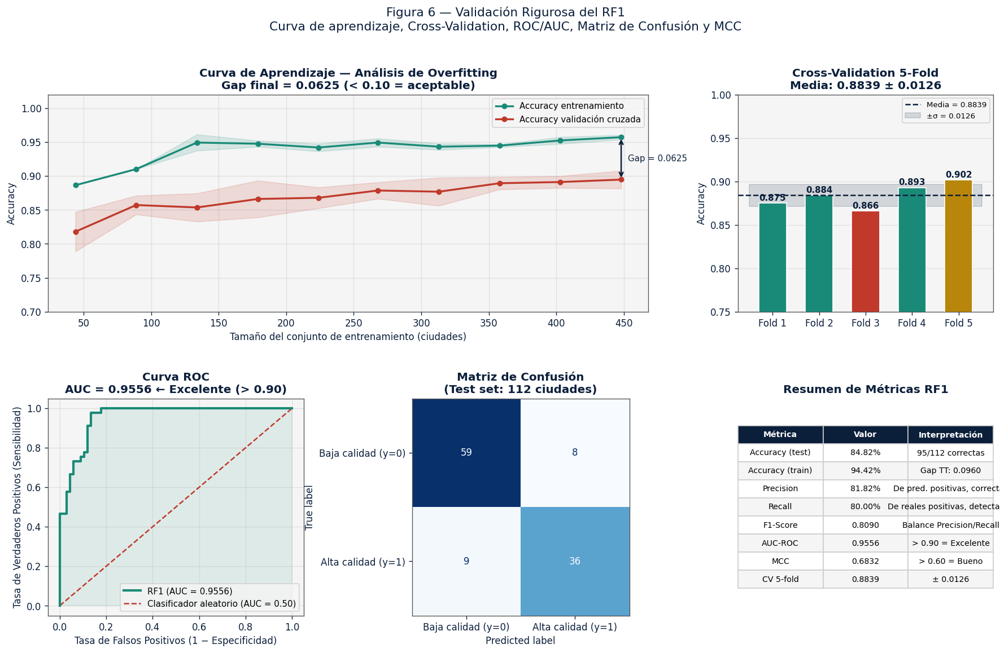 Figura 6 — Validación Rigurosa del RF1
Curva de aprendizaje, Cross-Validation, ROC/AUC, Matriz de Confusión y MCC
Curva de Aprendizaje — Análisis de Overfitting
Gap final = 0.0625 (< 0.10 = aceptable)
Accuracy entrenamiento
Accuracy validación cruzada
Gap = 0.0625
Accuracy
1.00
0.95
0.90
0.85
0.80
0.75
0.70
50
100
150
200
250
300
350
400
450
Tamaño del conjunto de entrenamiento (ciudades)
Cross-Validation 5-Fold
Media: 0.8839 ± 0.0126
Media = 0.8839
±σ = 0.0126
Accuracy
1.00
0.95
0.90
0.85
0.80
0.75
0.875
0.884
0.866
0.893
0.902
Fold 1
Fold 2
Fold 3
Fold 4
Fold 5
Curva ROC
AUC = 0.9556 ← Excelente (> 0.90)
Tasa de Verdaderos Positivos (Sensibilidad)
1.0
0.8
0.6
0.4
0.2
0.0
RF1 (AUC = 0.9556)
Clasificador aleatorio (AUC = 0.50)
0.0
0.2
0.4
0.6
0.8
1.0
Tasa de Falsos Positivos (1 − Especificidad)
Matriz de Confusión
(Test set: 112 ciudades)
True label
Baja calidad (y=0)
59
8
Alta calidad (y=1)
9
36
Baja calidad (y=0)
Alta calidad (y=1)
Predicted label
Resumen de Métricas RF1
Métrica Valor Interpretación
Accuracy (test) 84.82% 95/112 correctas
Accuracy (train) 94.42% Gap TT: 0.0960
Precision 81.82% De pred. positivas, correcta
Recall 80.00% De reales positivas, detecta
F1-Score 0.8090 Balance Precision/Recall
AUC-ROC 0.9556 > 0.90 = Excelente
MCC 0.6832 > 0.60 = Bueno
CV 5-fold 0.8839 ± 0.0126